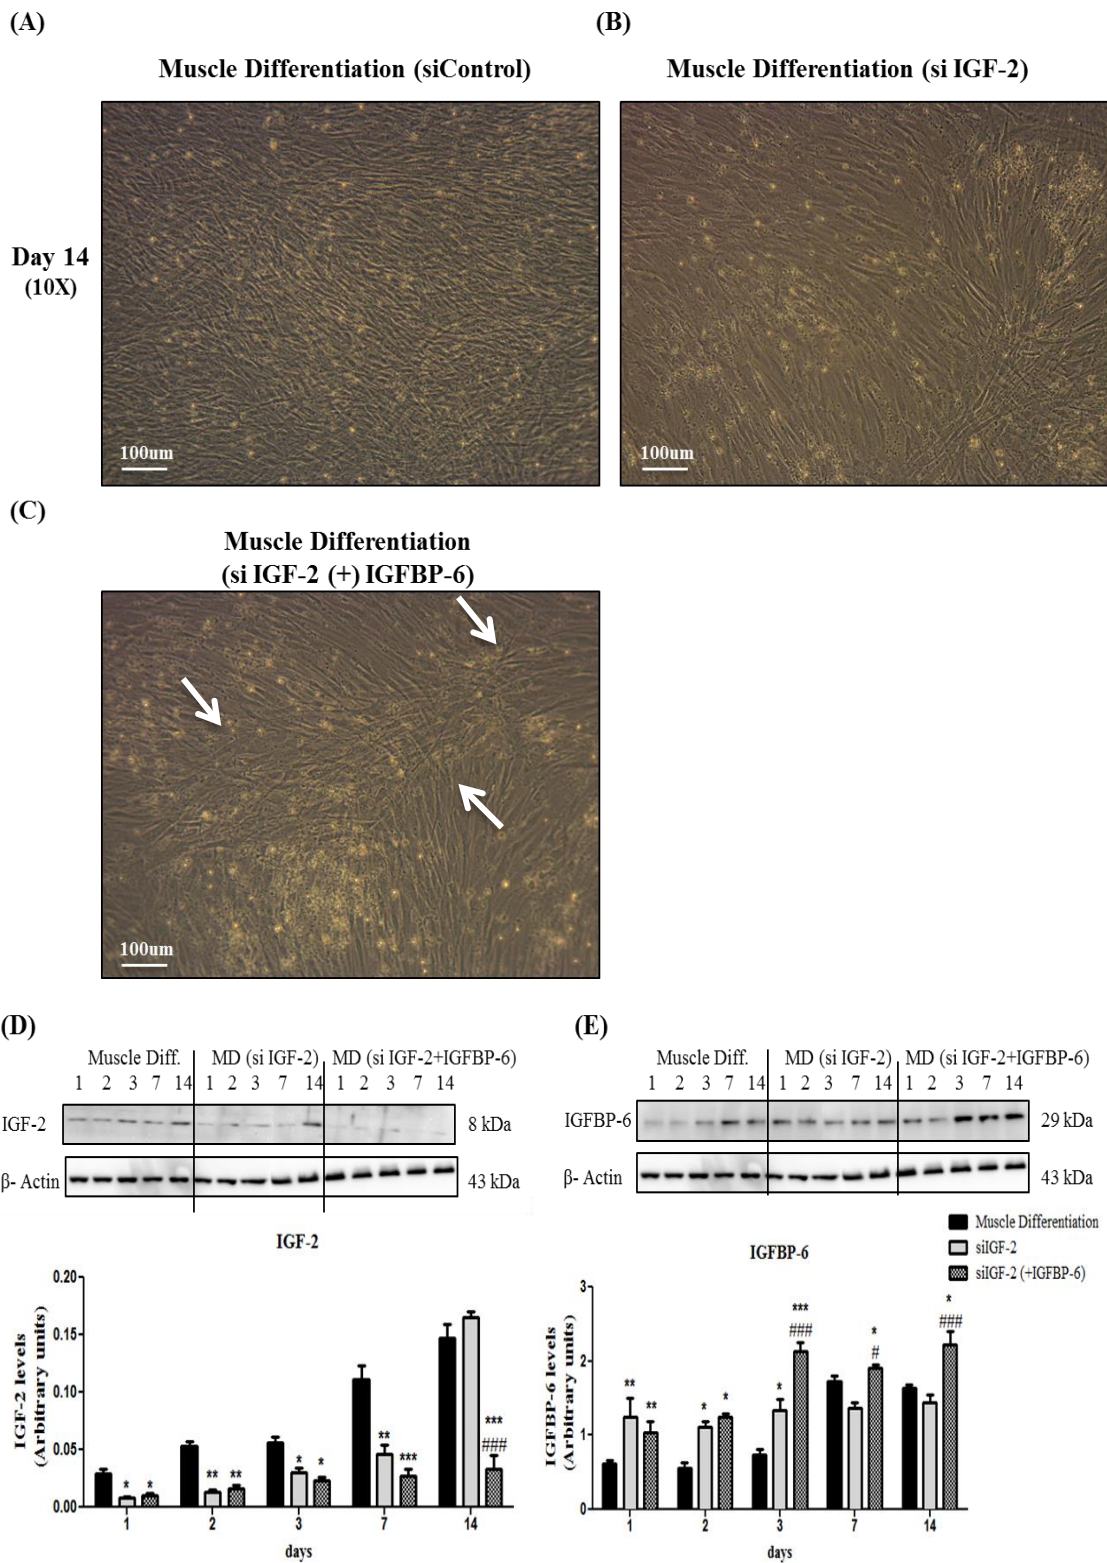 (A)
Muscle Differentiation (siControl)
(B)
Muscle Differentiation (si IGF-2)
Day 14
(10X)
100um
100um
(C)
Muscle Differentiation
(si IGF-2 (+) IGFBP-6)
100um
(D)
Muscle Diff. MD (si IGF-2) MD (si IGF-2+IGFBP-6)
1 2 3 7 14 1 2 3 7 14 1 2 3 7 14
IGF-2 8 kDa
β- Actin 43 kDa
IGF-2
IGF-2 levels
(Arbitrary units)
0.20
0.15
0.10
0.05
0.00
* *
** **
* *
** ***
***
###
1 2 3 7 14
days
(E)
Muscle Diff. MD (si IGF-2) MD (si IGF-2+IGFBP-6)
1 2 3 7 14 1 2 3 7 14 1 2 3 7 14
IGFBP-6 29 kDa
β- Actin 43 kDa
Muscle Differentiation
siIGF-2
siIGF-2 (+IGFBP-6)
IGFBP-6
IGFBP-6 levels
(Arbitrary units)
3
2
1
0
** **
* *
* ***
###
*
#
*
###
1 2 3 7 14
days